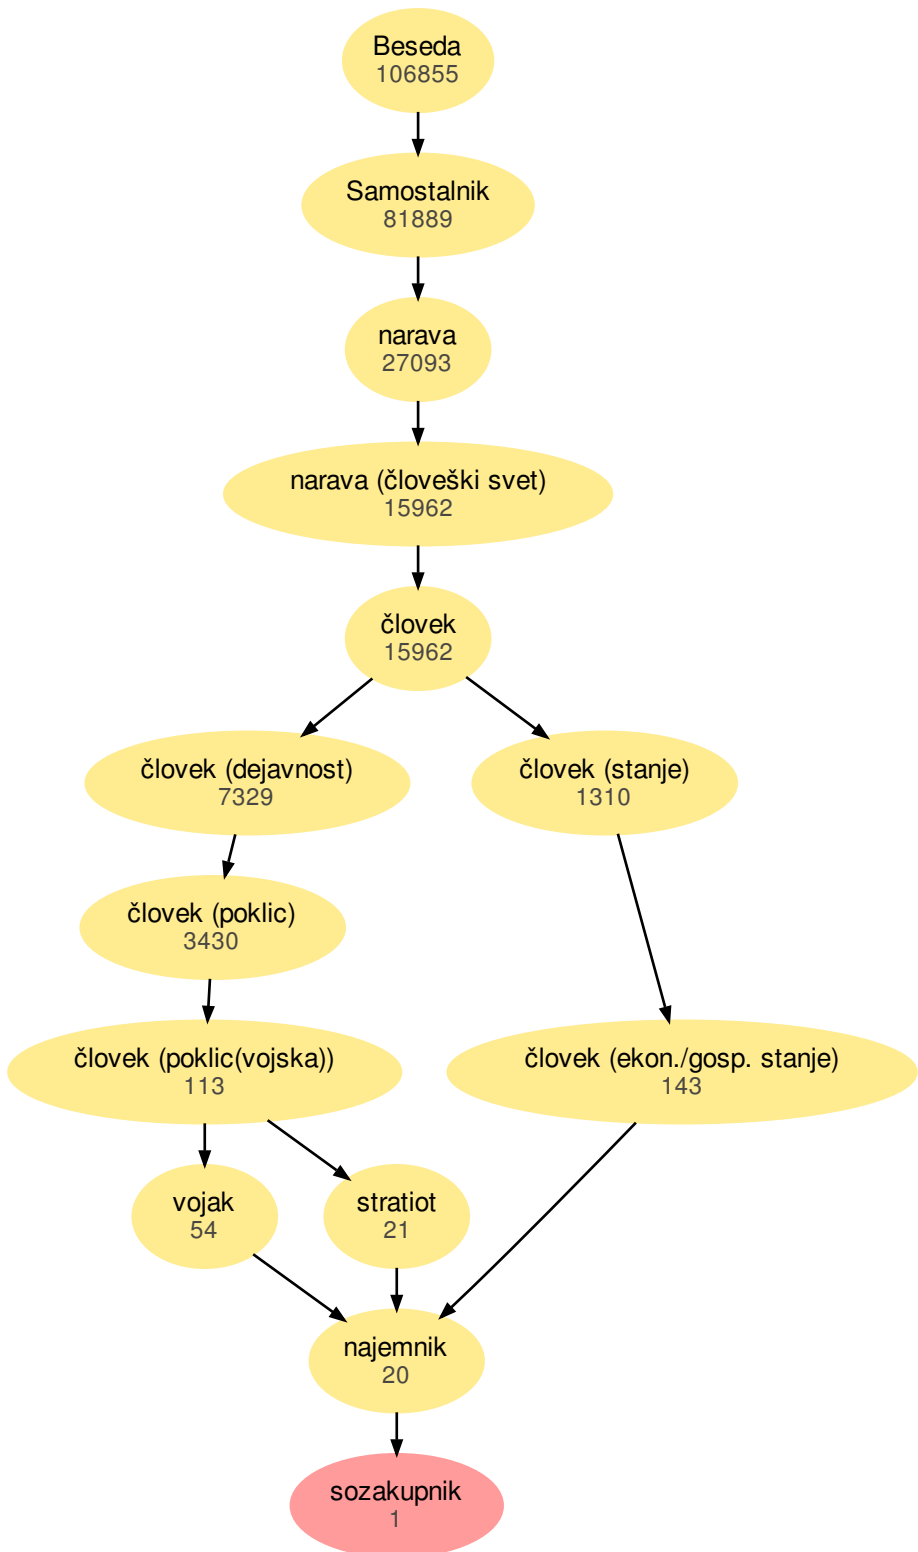 Beseda
106855
Samostalnik
81889
narava
27093
narava (človeški svet)
15962
človek
15962
človek (dejavnost)
7329
človek (stanje)
1310
človek (poklic)
3430
človek (poklic(vojska))
113
človek (ekon./gosp. stanje)
143
vojak
54
stratiot
21
najemnik
20
sozakupnik
1